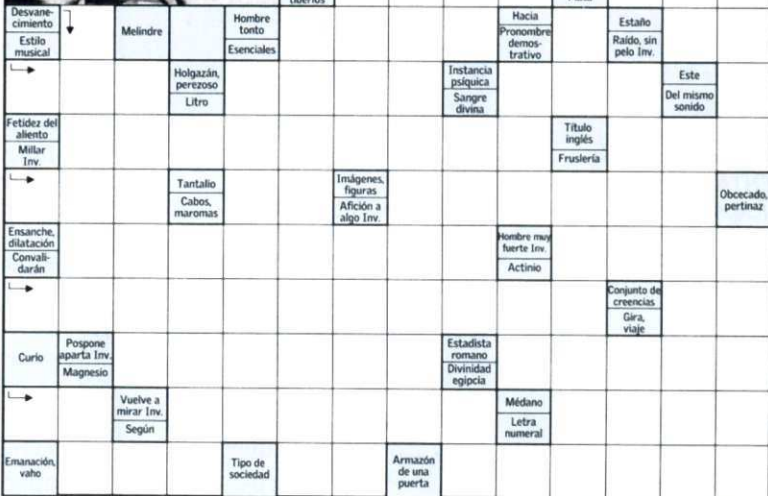 Desvane-
cimiento
Estilo
musical
Melindre
Hombre
tonto
Esenciales
Hacia
Pronombre
demos-
trativo
Estaño
Raído, sin
pelo Inv.
Holgazán,
perezoso
Litro
Instancia
psíquica
Sangre
divina
Este
Del mismo
sonido
Fetidez del
aliento
Millar
Inv.
Título
inglés
Fruslería
Tantalio
Cabos,
maromas
Imágenes,
figuras
Afición a
algo Inv.
Obcecado,
pertinaz
Ensanche,
dilatación
Convali-
darán
Hombre muy
fuerte Inv.
Actinio
Conjunto de
creencias
Gira,
viaje
Curio
Pospone
aparta Inv.
Magnesio
Estadista
romano
Divinidad
egipcia
Vuelve a
mirar Inv.
Según
Médano
Letra
numeral
Emanación,
vaho
Tipo de
sociedad
Armazón
de una
puerta